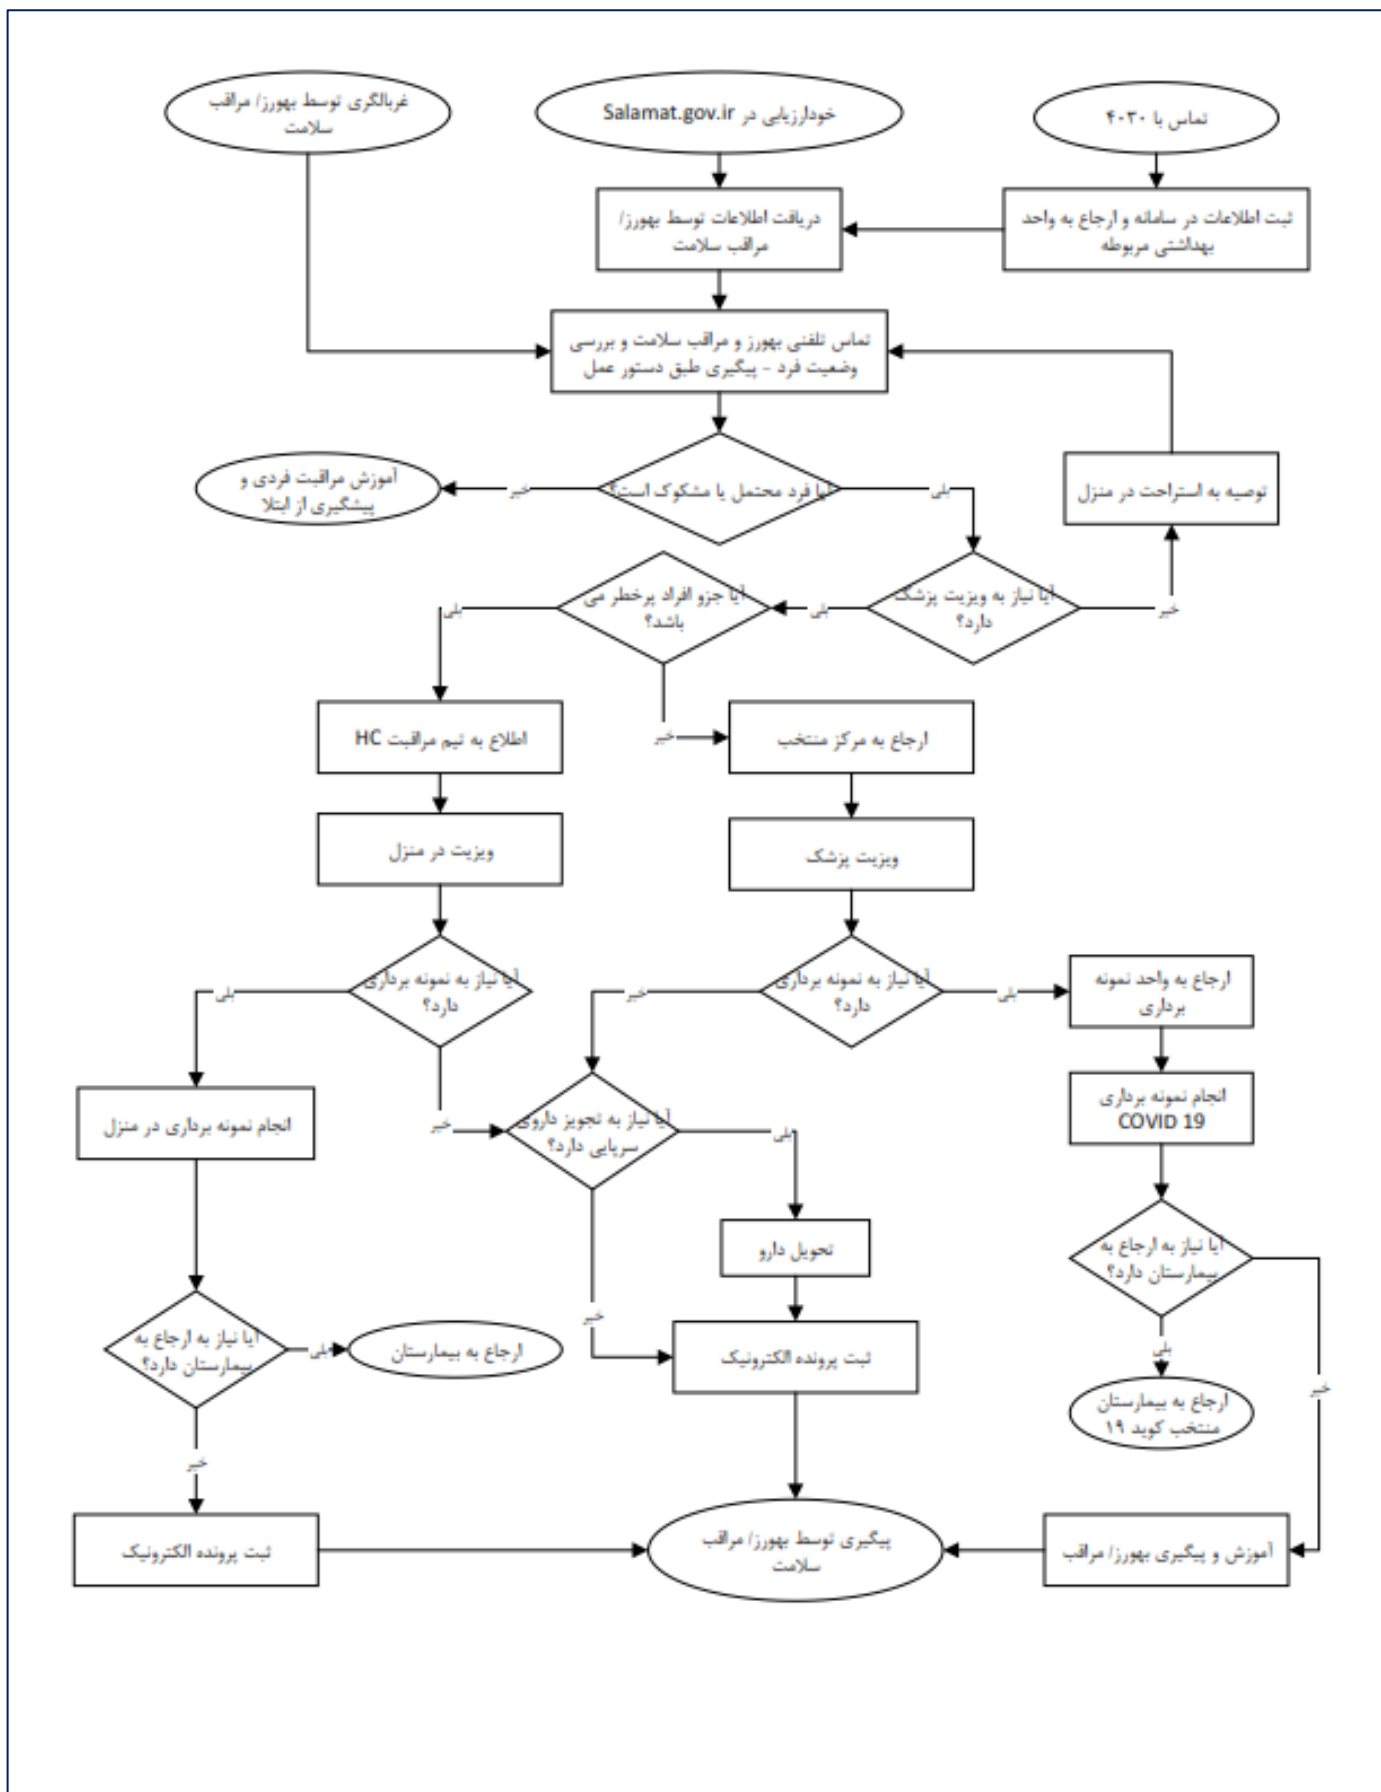 تماس با ۴۰۳۰
خودارزیابی در Salamat.gov.ir
غربالگری توسط بهورز/ مراقب
سلامت
ثبت اطلاعات در سامانه و ارجاع به واحد
بهداشتی مربوطه
دریافت اطلاعات توسط بهورز/
مراقب سلامت
تماس تلفنی بهورز و مراقب سلامت و بررسی
وضعیت فرد - پیگیری طبق دستور عمل
توصیه به استراحت در منزل
بلی
آیا فرد محتمل یا مشکوک است؟
خیر
آموزش مراقبت فردی و
پیشگیری از ابتلا
خیر
آیا نیاز به ویزیت پزشک
دارد؟
بلی
آیا جزو افراد پرخطر می
باشد؟
بلی
خیر
ارجاع به مرکز منتخب
اطلاع به تیم مراقبت HC
ویزیت پزشک
ویزیت در منزل
ارجاع به واحد نمونه
برداری
بلی
آیا نیاز به نمونه برداری
دارد؟
خیر
آیا نیاز به نمونه برداری
دارد؟
بلی
خیر
انجام نمونه برداری
COVID 19
بلی
آیا نیاز به تجویز داروی
سرپایی دارد؟
خیر
انجام نمونه برداری در منزل
آیا نیاز به ارجاع به
بیمارستان دارد؟
بلی
خیر
تحویل دارو
ثبت پرونده الکترونیک
ارجاع به بیمارستان
بلی
آیا نیاز به ارجاع به
بیمارستان دارد؟
خیر
ارجاع به بیمارستان
منتخب کوید ۱۹
آموزش و پیگیری بهورز/ مراقب
پیگیری توسط بهورز/ مراقب
سلامت
ثبت پرونده الکترونیک